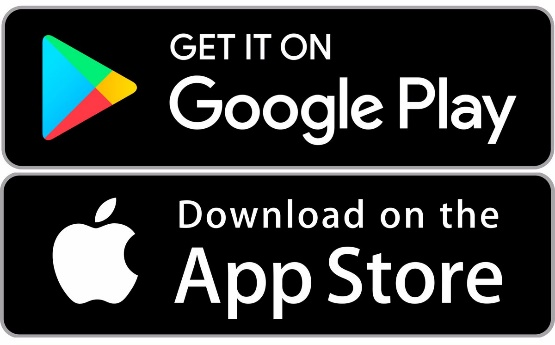 GET IT ON
Google Play
Download on the
App Store